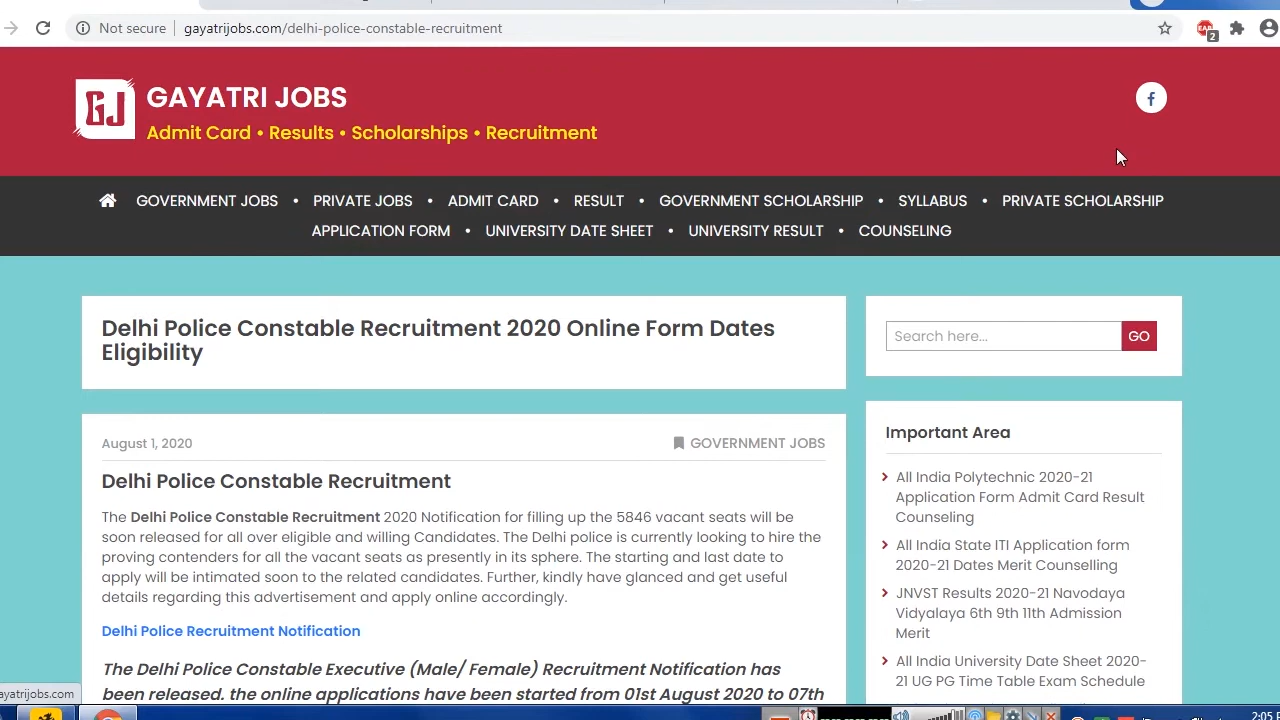 Not secure gayatrijobs.com/delhi-police-constable-recruitment
2
GJ
GAYATRI JOBS
Admit Card • Results • Scholarships • Recruitment
GOVERNMENT JOBS • PRIVATE JOBS • ADMIT CARD • RESULT • GOVERNMENT SCHOLARSHIP • SYLLABUS • PRIVATE SCHOLARSHIP
APPLICATION FORM • UNIVERSITY DATE SHEET • UNIVERSITY RESULT • COUNSELING
Delhi Police Constable Recruitment 2020 Online Form Dates
Eligibility
August 1, 2020
GOVERNMENT JOBS
Delhi Police Constable Recruitment
The Delhi Police Constable Recruitment 2020 Notification for filling up the 5846 vacant seats will be
soon released for all over eligible and willing Candidates. The Delhi police is currently looking to hire the
proving contenders for all the vacant seats as presently in its sphere. The starting and last date to
apply will be intimated soon to the related candidates. Further, kindly have glanced and get useful
details regarding this advertisement and apply online accordingly.
Delhi Police Recruitment Notification
The Delhi Police Constable Executive (Male/ Female) Recruitment Notification has
been released. the online applications have been started from 01st August 2020 to 07th
Search here...
GO
Important Area
All India Polytechnic 2020-21
Application Form Admit Card Result
Counseling
All India State ITI Application form
2020-21 Dates Merit Counselling
JNVST Results 2020-21 Navodaya
Vidyalaya 6th 9th 11th Admission
Merit
All India University Date Sheet 2020-
21 UG PG Time Table Exam Schedule
ayatrijobs.com